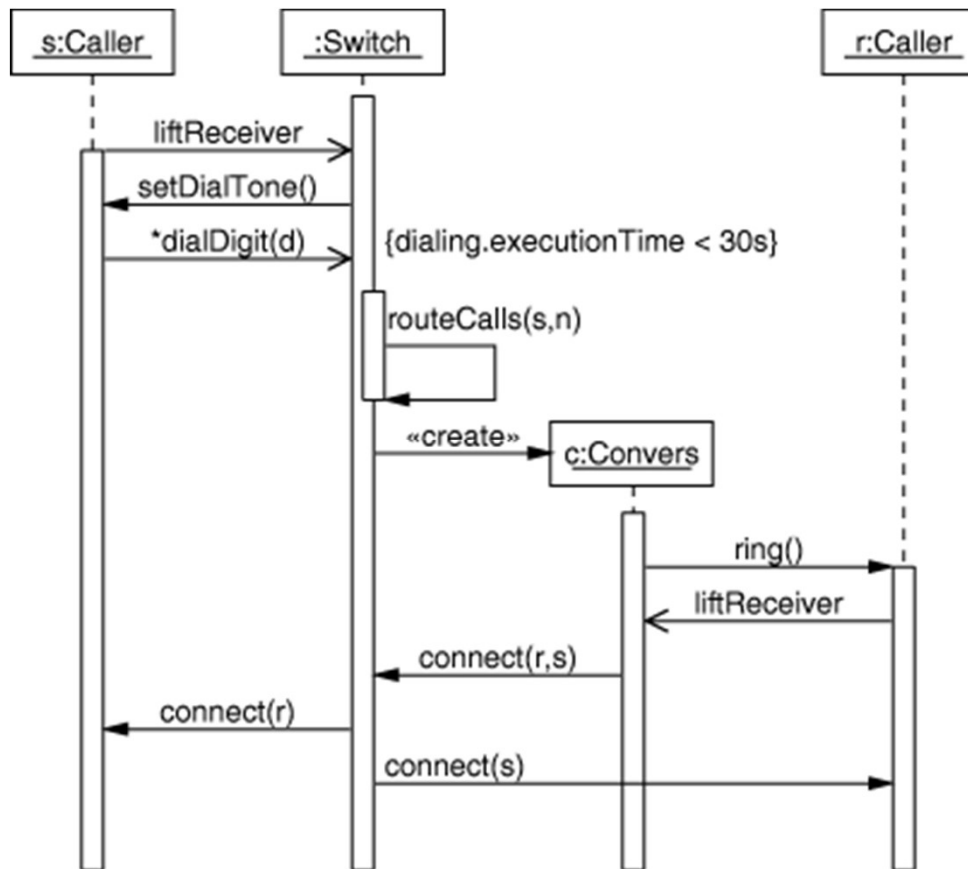 s:Caller
:Switch
r:Caller
liftReceiver
setDialTone()
*dialDigit(d)
{dialing.executionTime < 30s}
routeCalls(s,n)
«create»
c:Convers
ring()
liftReceiver
connect(r,s)
connect(r)
connect(s)